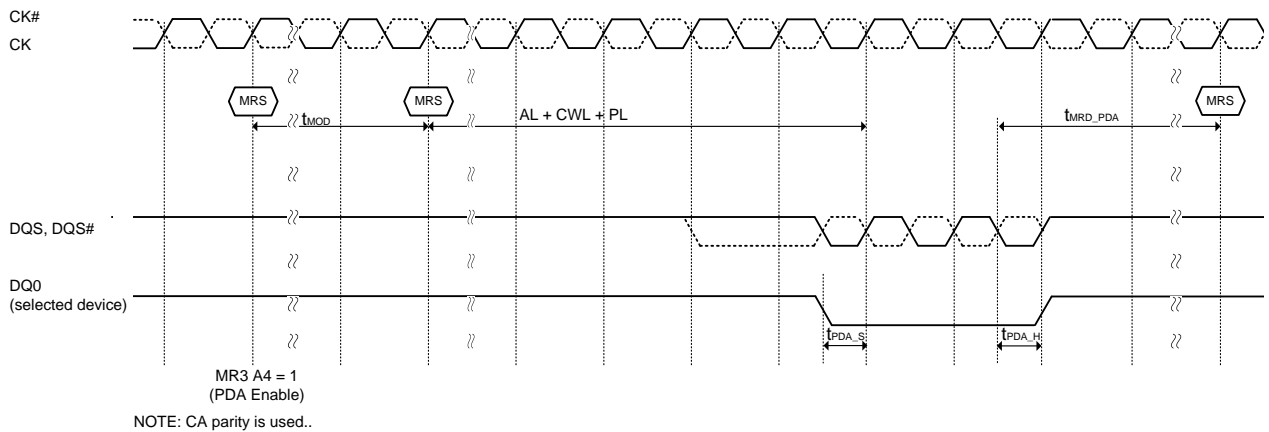 CK#
CK
MRS
MRS
MRS
tMOD
AL + CWL + PL
tMRD_PDA
DQS, DQS#
DQ0
(selected device)
tPDA_S
tPDA_H
MR3 A4 = 1
(PDA Enable)
NOTE: CA parity is used..